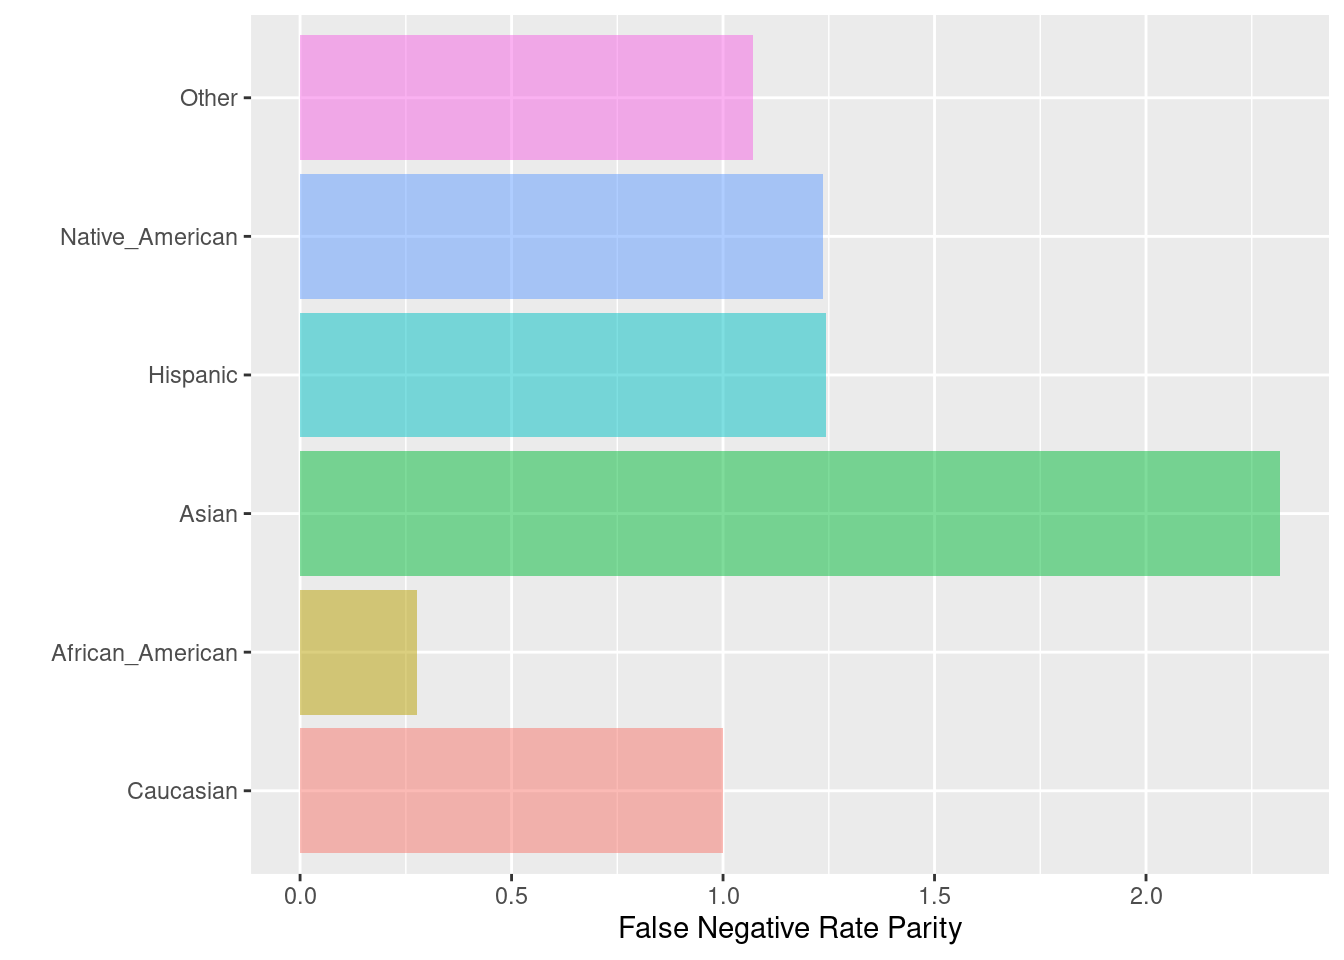 Other
Native_American
Hispanic
Asian
African_American
Caucasian
0.0 0.5 1.0 1.5 2.0
False Negative Rate Parity